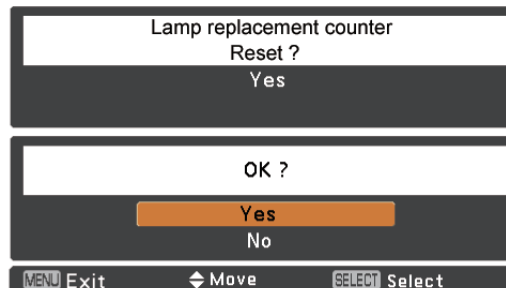 Lamp replacement counter
Reset ?
Yes
OK ?
Yes
No
MENU Exit Move SELECT Select